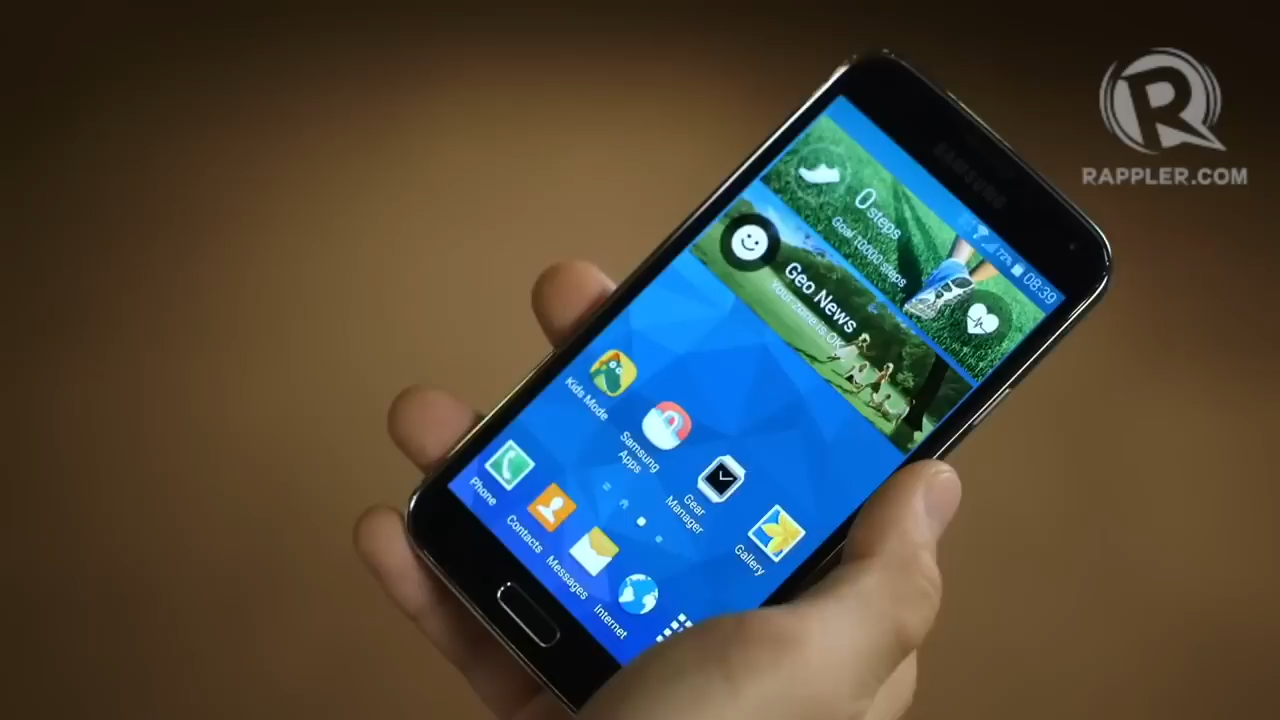 R
RAPPLER.COM
SAMSUNG
72% 08:39
0 steps
Goal 10000 steps
Geo News
Your zone is OK
Kids Mode
Samsung
Apps
Gear
Manager
Gallery
Phone
Contacts
Messages
Internet